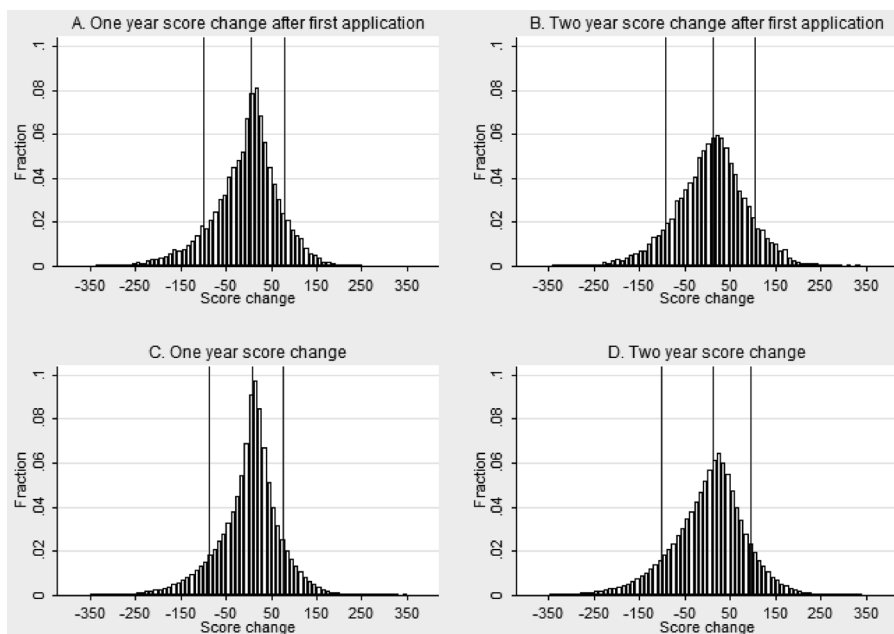 A. One year score change after first application
Fraction
.1
.08
.06
.04
.02
0
-350 -250 -150 -50 50 150 250 350
Score change
B. Two year score change after first application
Fraction
.1
.08
.06
.04
.02
0
-350 -250 -150 -50 50 150 250 350
Score change
C. One year score change
Fraction
.1
.08
.06
.04
.02
0
-350 -250 -150 -50 50 150 250 350
Score change
D. Two year score change
Fraction
.1
.08
.06
.04
.02
0
-350 -250 -150 -50 50 150 250 350
Score change